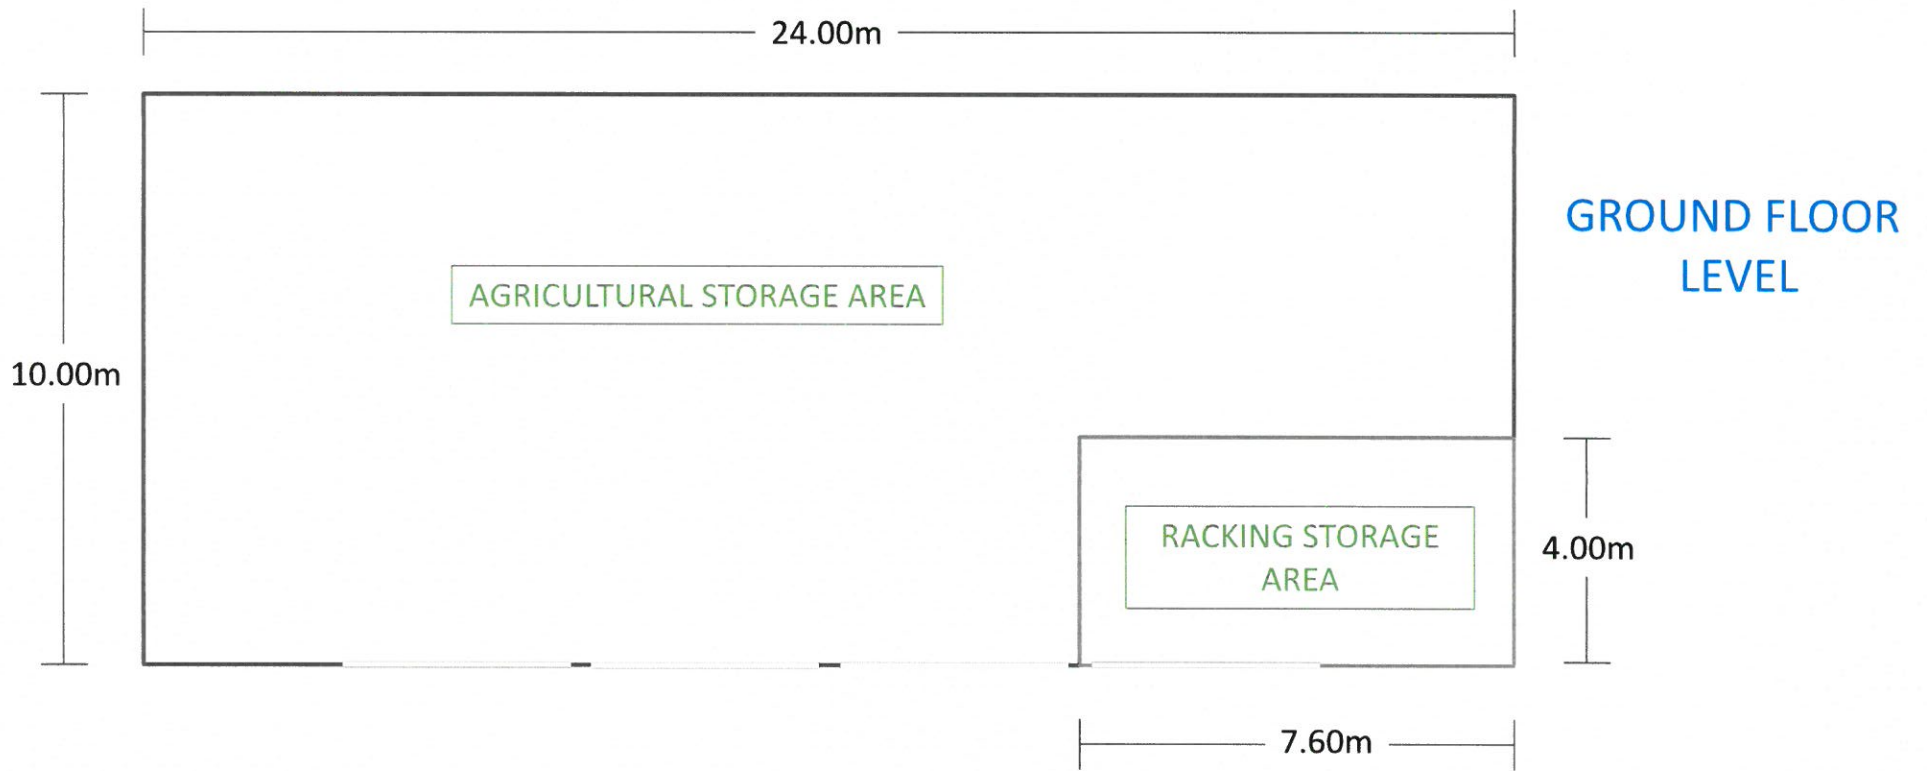 24.00m
GROUND FLOOR
LEVEL
AGRICULTURAL STORAGE AREA
10.00m
RACKING STORAGE
AREA
4.00m
7.60m